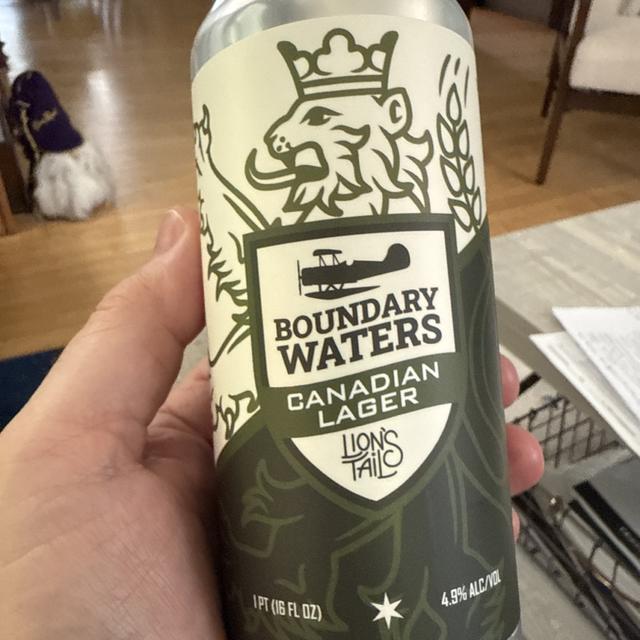 BOUNDARY
WATERS
CANADIAN
LAGER
LION'S
TAIL
1 PT (16 FL OZ)
4.9% ALC/VOL